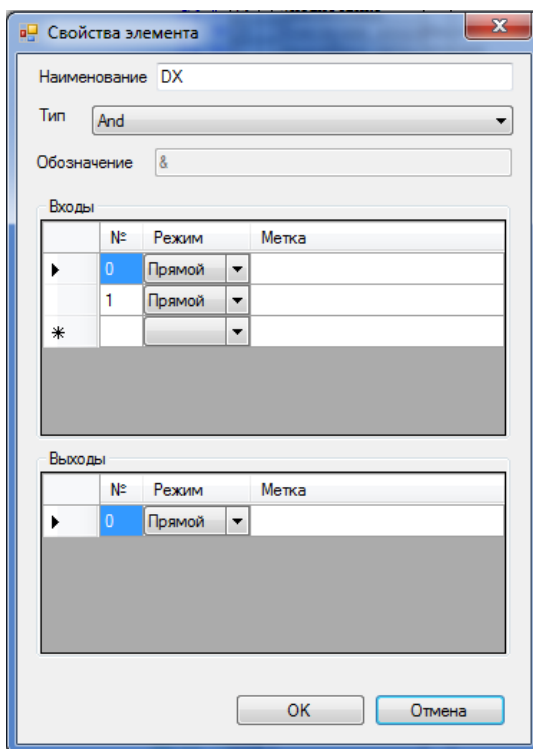 Свойства элемента
Наименование DX
Тип And
Обозначение &
Входы
№ Режим Метка
0 Прямой
1 Прямой
Выходы
№ Режим Метка
0 Прямой
OK Отмена